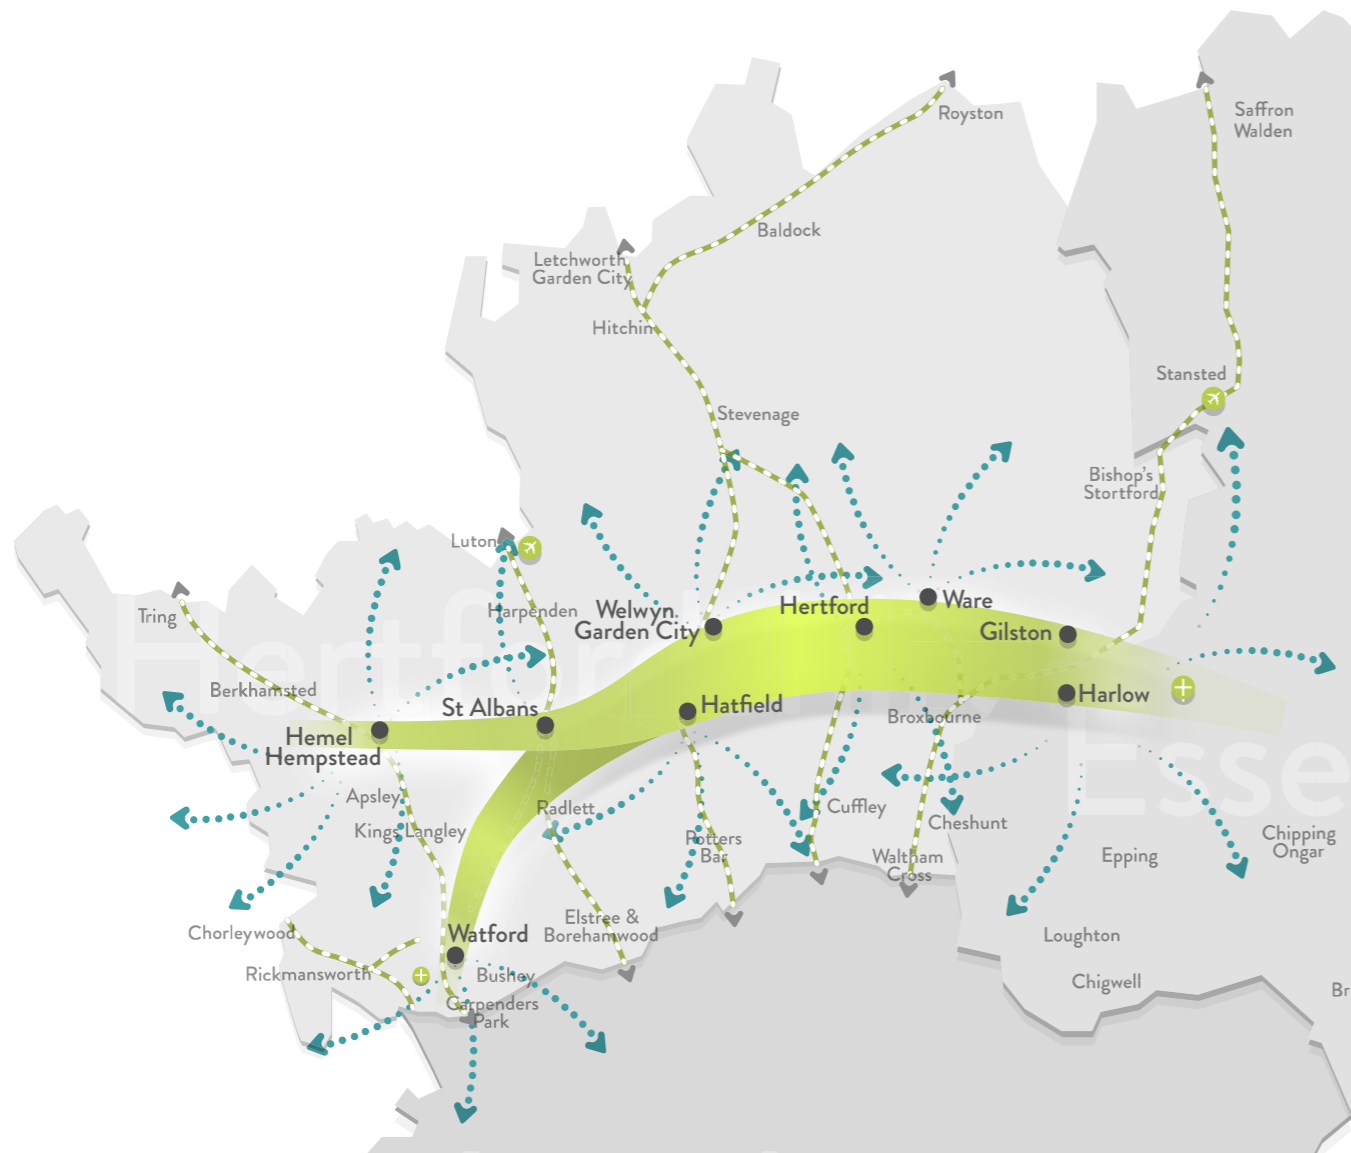 Royston
Saffron
Walden
Baldock
Letchworth
Garden City
Hitchin
Stansted
Stevenage
Bishop's
Stortford
Luton
Harpenden
Tring
Welwyn
Garden City
Hertford
Ware
Gilston
Berkhamsted
St Albans
Hatfield
Harlow
Broxbourne
Hemel
Hempstead
Apsley
Kings Langley
Radlett
Potters
Bar
Cuffley
Cheshunt
Waltham
Cross
Epping
Chipping
Ongar
Chorleywood
Rickmansworth
Watford
Bushey
Carpenders
Park
Elstree &
Borehamwood
Loughton
Chigwell
Br
Esse